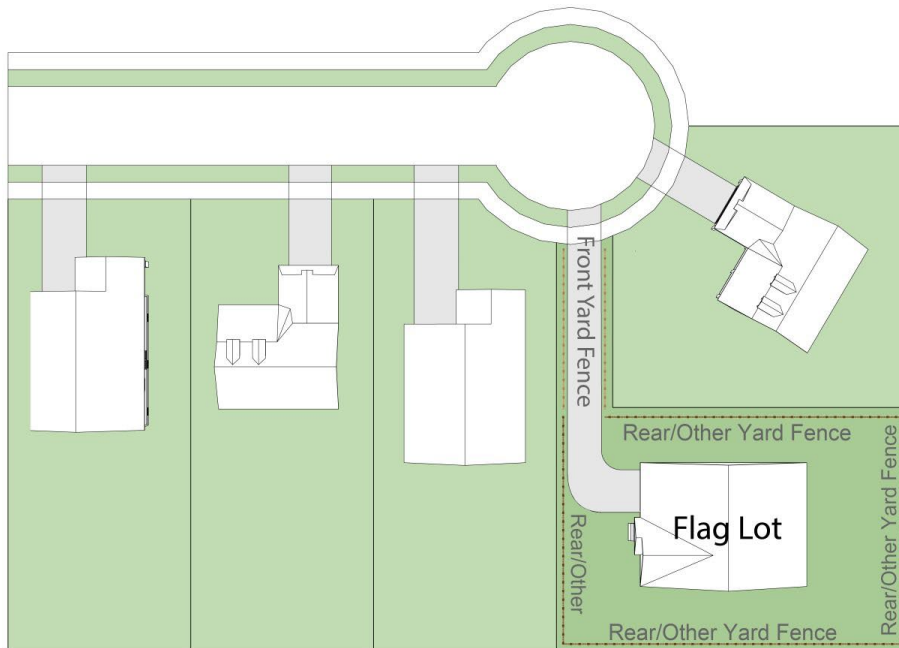 Front Yard Fence
Rear/Other Yard Fence
Rear/Other Yard Fence
Flag Lot
Rear/Other
Rear/Other Yard Fence